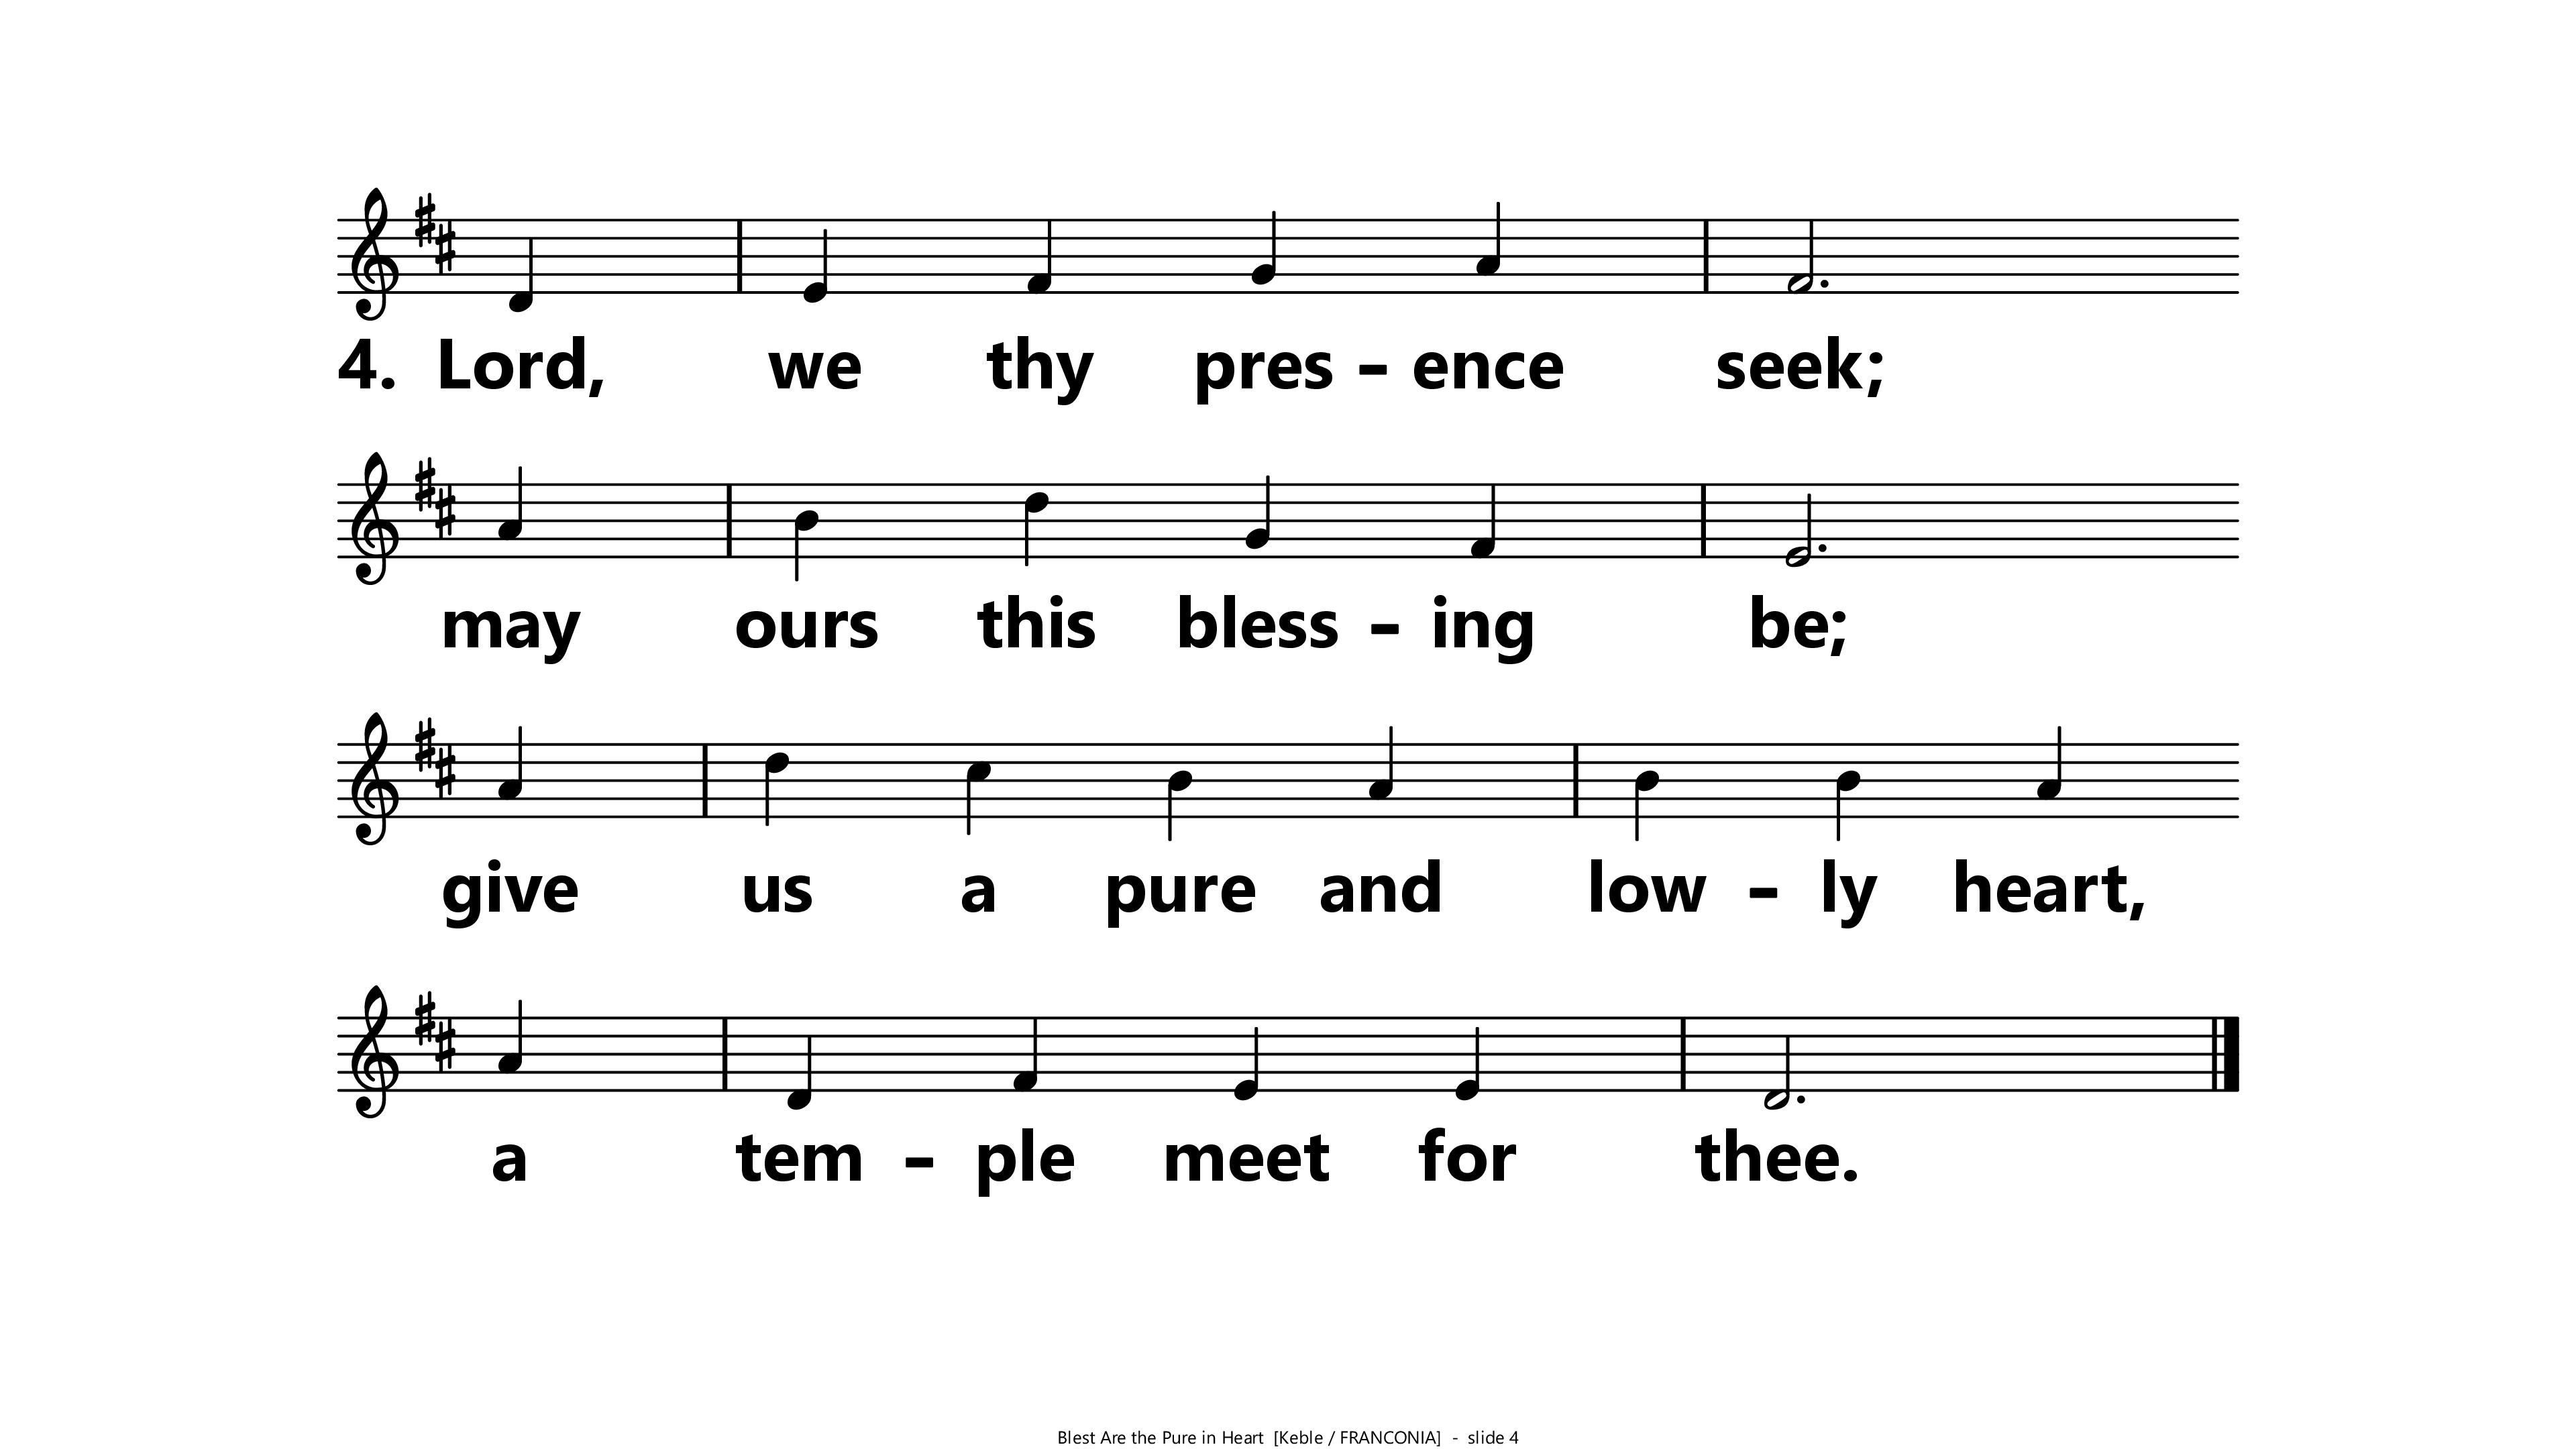 4. Lord, we thy pres - ence seek;
may ours this bless - ing be;
give us a pure and low - ly heart,
a tem - ple meet for thee.
Blest Are the Pure in Heart [Keble / FRANCONIA] - slide 4